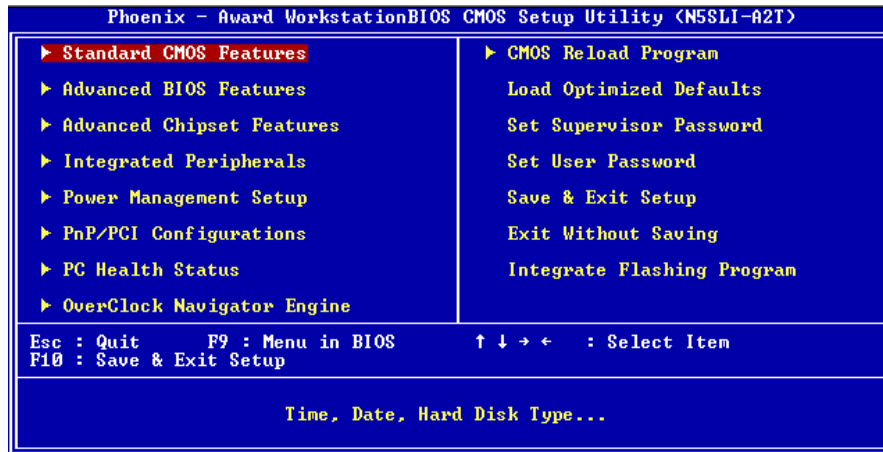 Phoenix - Award WorkstationBIOS CMOS Setup Utility (N5SLI-A2T)
▶ Standard CMOS Features
▶ Advanced BIOS Features
▶ Advanced Chipset Features
▶ Integrated Peripherals
▶ Power Management Setup
▶ PnP/PCI Configurations
▶ PC Health Status
▶ OverClock Navigator Engine
▶ CMOS Reload Program
Load Optimized Defaults
Set Supervisor Password
Set User Password
Save & Exit Setup
Exit Without Saving
Integrate Flashing Program
Esc : Quit F9 : Menu in BIOS ↑ ↓ → ← : Select Item
F10 : Save & Exit Setup
Time, Date, Hard Disk Type...